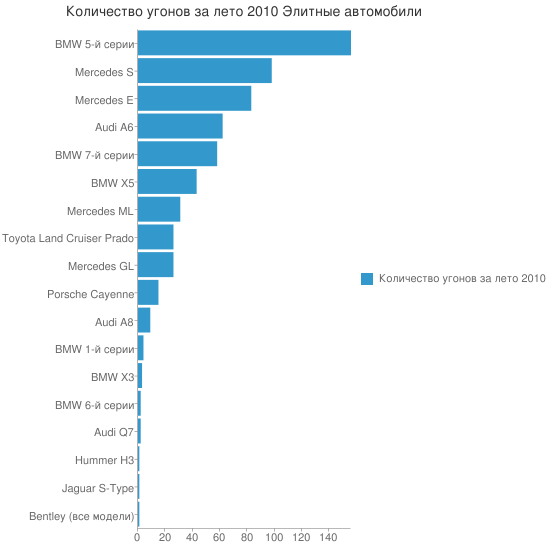 Количество угонов за лето 2010 Элитные автомобили
BMW 5-й серии
Mercedes S
Mercedes E
Audi A6
BMW 7-й серии
BMW X5
Mercedes ML
Toyota Land Cruiser Prado
Mercedes GL
Количество угонов за лето 2010
Porsche Cayenne
Audi A8
BMW 1-й серии
BMW X3
BMW 6-й серии
Audi Q7
Hummer H3
Jaguar S-Type
Bentley (все модели)
0 20 40 60 80 100 120 140